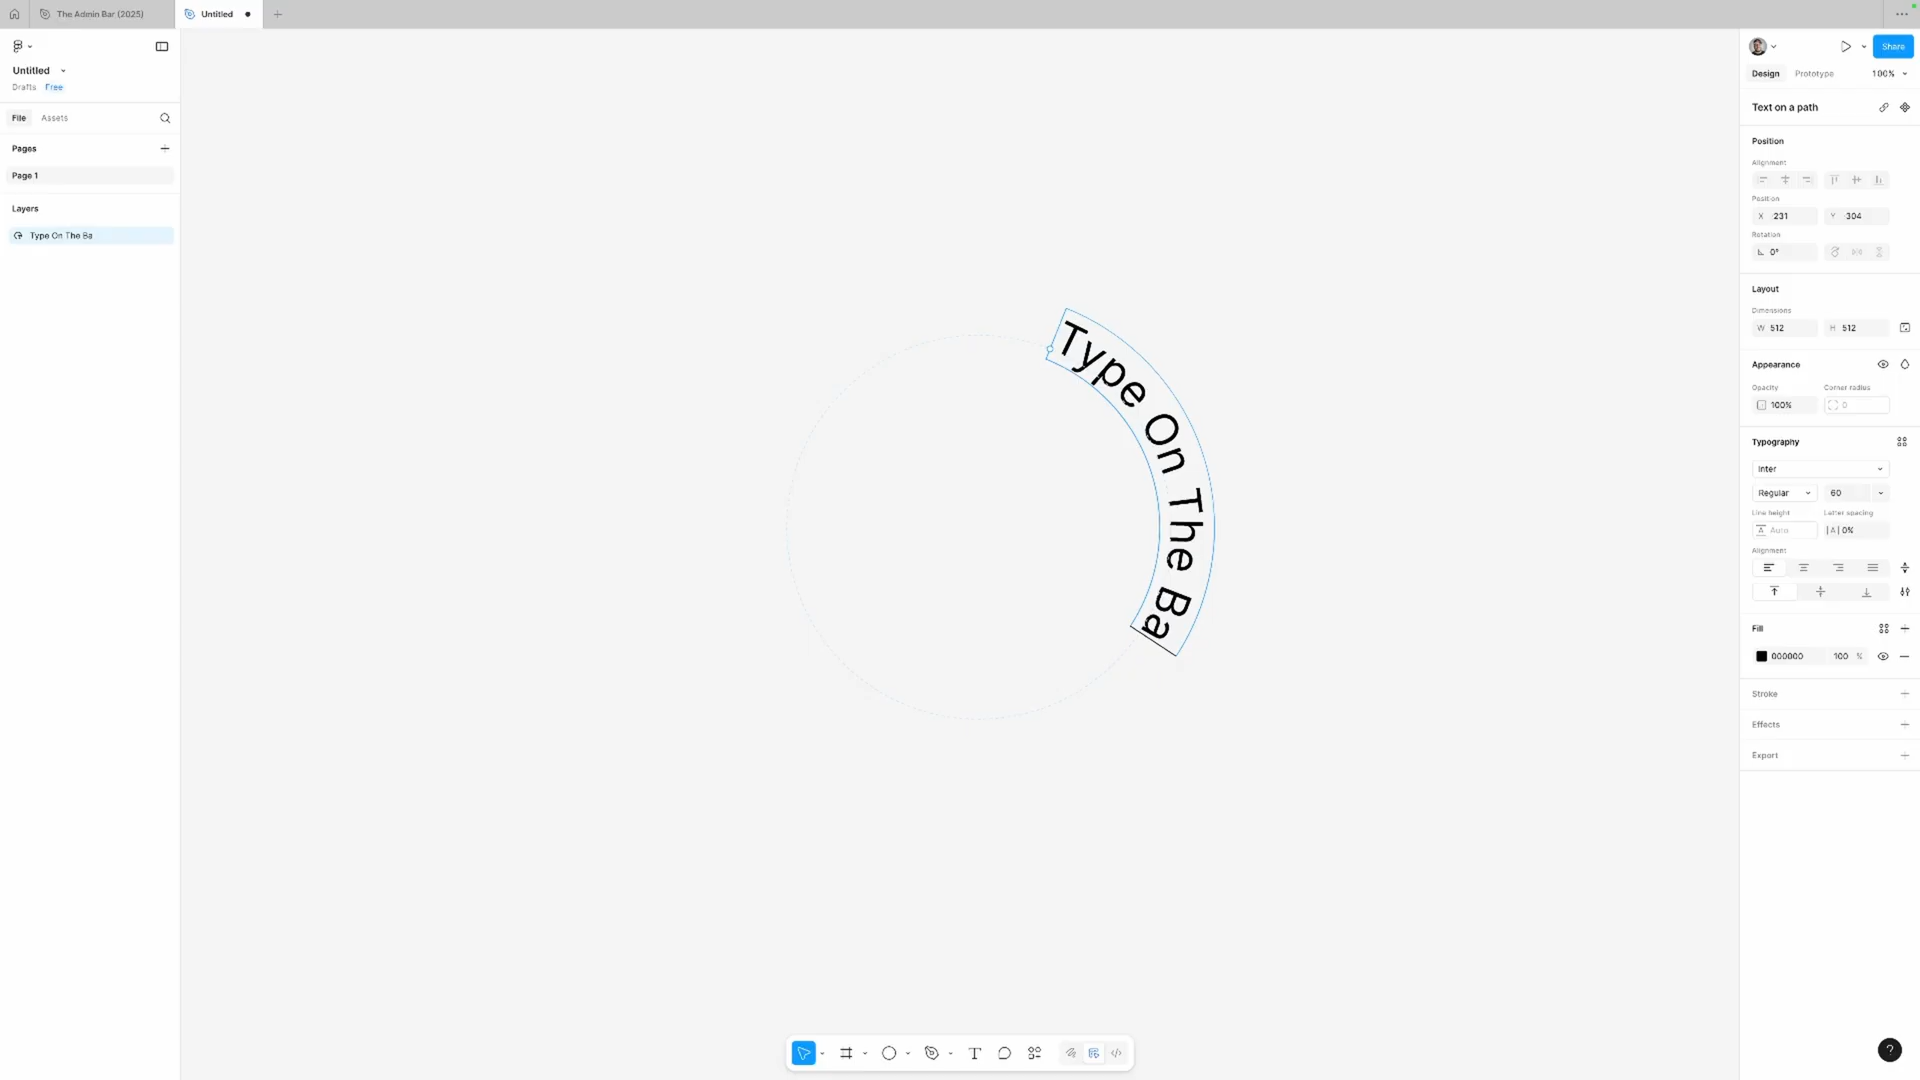 The Admin Bar (2025)
Untitled
Share
Untitled
Drafts Free
Design Prototype 100%
File Assets
Text on a path
Pages
Position
Page 1
Alignment
Position
Layers
X 231 Y 304
Type On The Ba
Rotation
0°
Layout
Dimensions
W 512 H 512
Appearance
Opacity Corner radius
100% 0
Typography
Inter
Regular 60
Line height Letter spacing
Auto |A| 0%
Alignment
Fill
000000 100 %
Stroke
Effects
Export
Type On The Ba
T
?